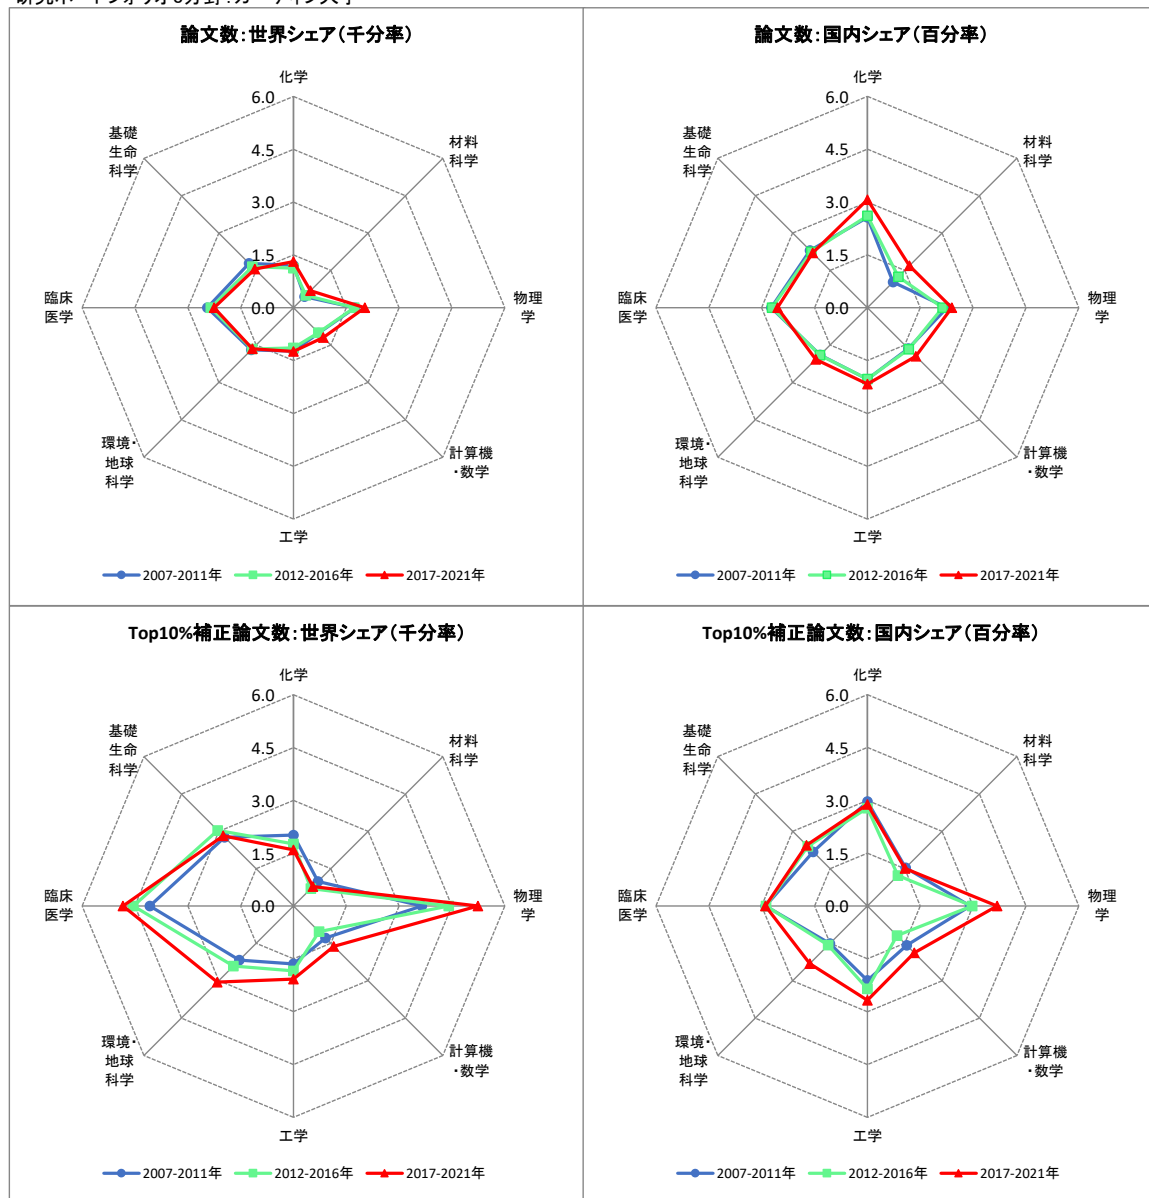 論文数：世界シェア（千分率）
化学
材料
科学
物理
学
計算機
・数学
工学
環境・
地球
科学
臨床
医学
基礎
生命
科学
6.0
4.5
3.0
1.5
0.0
2007-2011年 2012-2016年 2017-2021年
論文数：国内シェア（百分率）
化学
材料
科学
物理
学
計算機
・数学
工学
環境・
地球
科学
臨床
医学
基礎
生命
科学
6.0
4.5
3.0
1.5
0.0
2007-2011年 2012-2016年 2017-2021年
Top10%補正論文数：世界シェア（千分率）
化学
材料
科学
物理
学
計算機
・数学
工学
環境・
地球
科学
臨床
医学
基礎
生命
科学
6.0
4.5
3.0
1.5
0.0
2007-2011年 2012-2016年 2017-2021年
Top10%補正論文数：国内シェア（百分率）
化学
材料
科学
物理
学
計算機
・数学
工学
環境・
地球
科学
臨床
医学
基礎
生命
科学
6.0
4.5
3.0
1.5
0.0
2007-2011年 2012-2016年 2017-2021年